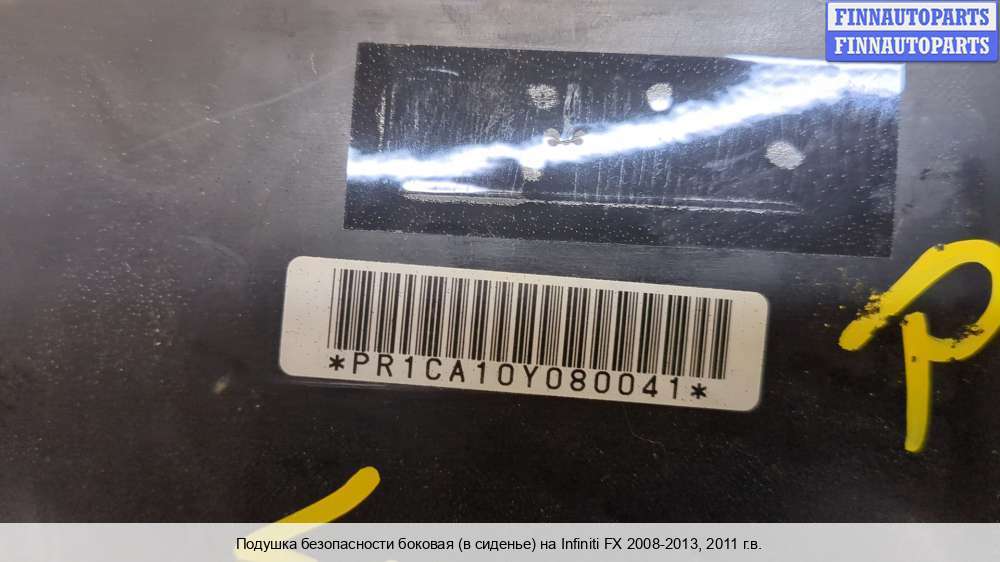 FINNAUTOPARTS
FINNAUTOPARTS
*PR1CA10Y080041*
P
Подушка безопасности боковая (в сиденье) на Infiniti FX 2008-2013, 2011 г.в.